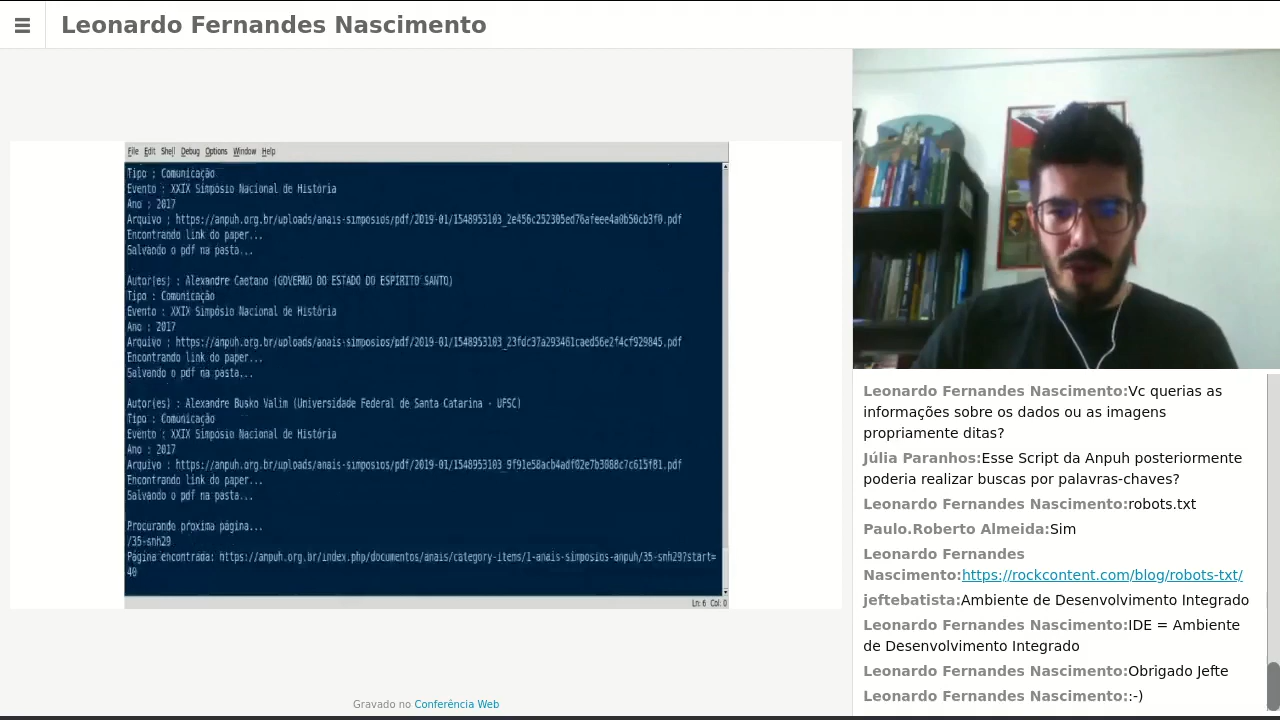 Leonardo Fernandes Nascimento
File Edit Shell Debug Options Window Help
Tipo : Comunicação
Evento : XXIX Simpósio Nacional de História
Ano : 2017
Arquivo : https://anpuh.org.br/uploads/anais-simposios/pdf/2019-01/1548953103_2e456c252305ed76afeee4a0b50cb3f0.pdf
Encontrando link do paper...
Salvando o pdf na pasta...
Autor(es) : Alexandre Caetano (GOVERNO DO ESTADO DO ESPIRITO SANTO)
Tipo : Comunicação
Evento : XXIX Simpósio Nacional de História
Ano : 2017
Arquivo : https://anpuh.org.br/uploads/anais-simposios/pdf/2019-01/1548953103_23fdc37a293461caed56e2f4cf929845.pdf
Encontrando link do paper...
Salvando o pdf na pasta...
Autor(es) : Alexandre Busko Valim (Universidade Federal de Santa Catarina - UFSC)
Tipo : Comunicação
Evento : XXIX Simpósio Nacional de História
Ano : 2017
Arquivo : https://anpuh.org.br/uploads/anais-simposios/pdf/2019-01/1548953103_9f91e58acb4adf02e7b3088c7c615f81.pdf
Encontrando link do paper...
Salvando o pdf na pasta...
Procurando próxima página...
/35-snh29
Página encontrada: https://anpuh.org.br/index.php/documentos/anais/category-items/1-anais-simposios-anpuh/35-snh29?start=
40
Ln: 6 Col: 0
Gravado no Conferência Web
Leonardo Fernandes Nascimento:Vc querias as
informações sobre os dados ou as imagens
propriamente ditas?
Júlia Paranhos:Esse Script da Anpuh posteriormente
poderia realizar buscas por palavras-chaves?
Leonardo Fernandes Nascimento:robots.txt
Paulo.Roberto Almeida:Sim
Leonardo Fernandes
Nascimento:https://rockcontent.com/blog/robots-txt/
jeftebatista:Ambiente de Desenvolvimento Integrado
Leonardo Fernandes Nascimento:IDE = Ambiente
de Desenvolvimento Integrado
Leonardo Fernandes Nascimento:Obrigado Jefte
Leonardo Fernandes Nascimento::-)